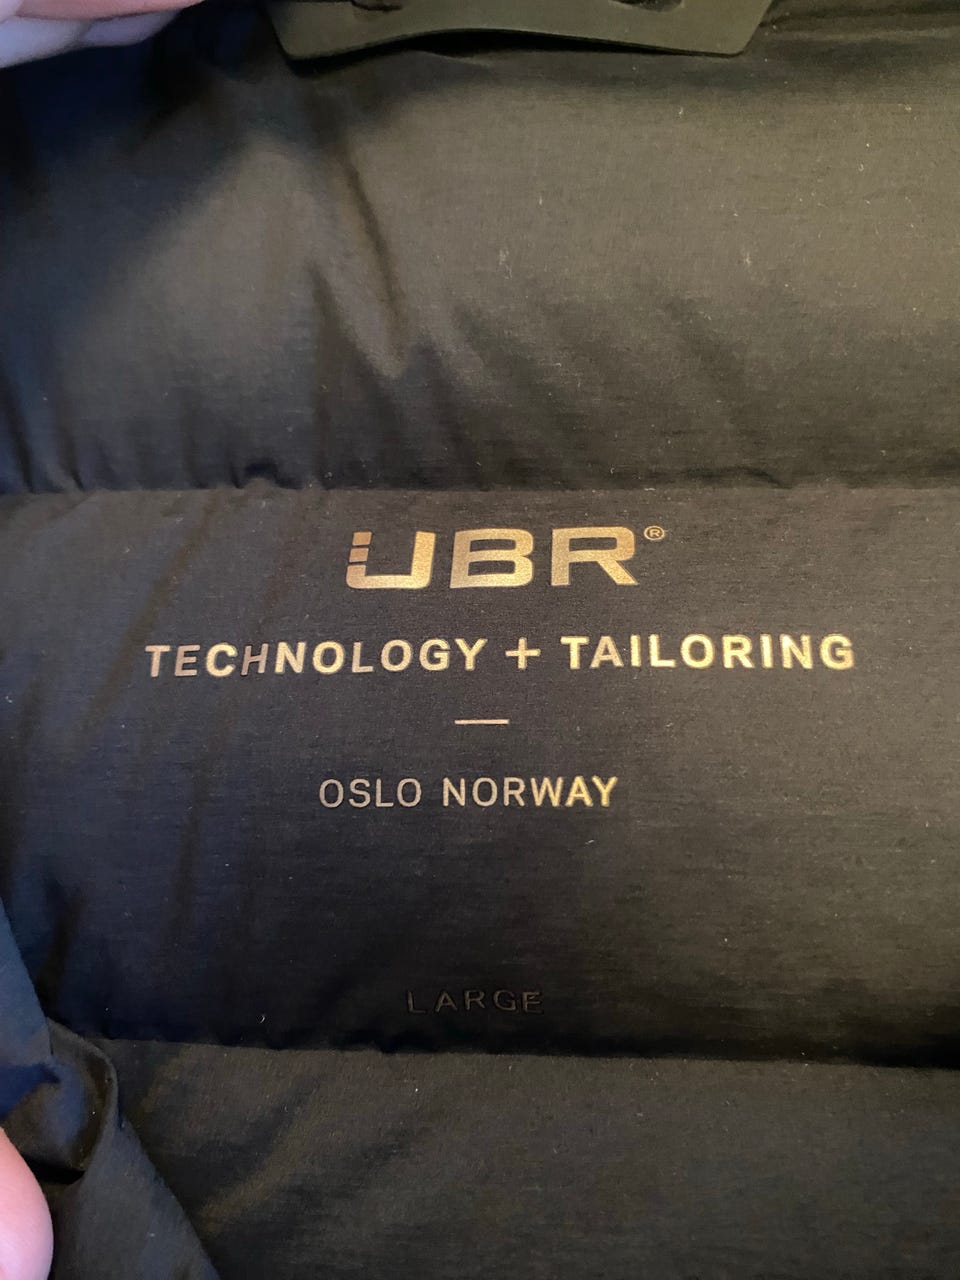 UBR®
TECHNOLOGY + TAILORING
OSLO NORWAY
LARGE